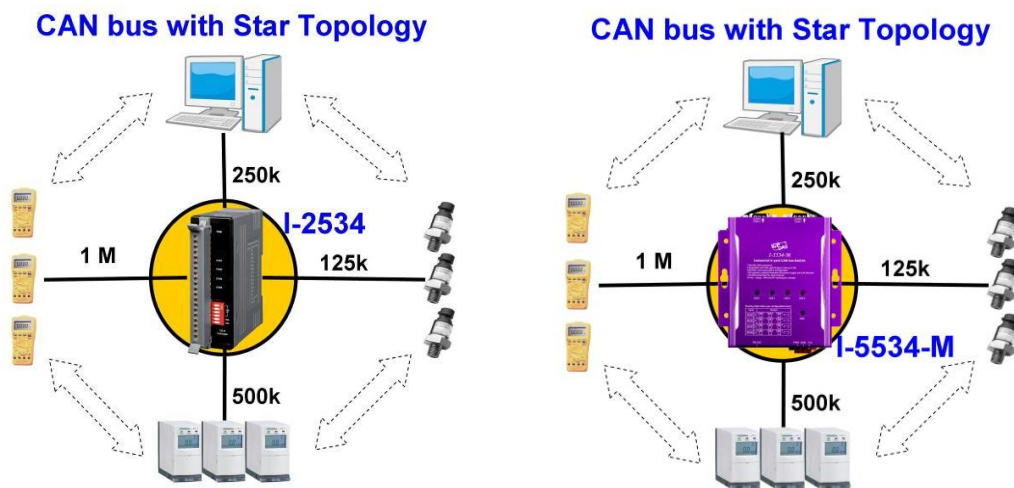 CAN bus with Star Topology
250k
I-2534
1 M
125k
500k
CAN bus with Star Topology
250k
1 M
125k
I-5534-M
I-5534-M
500k